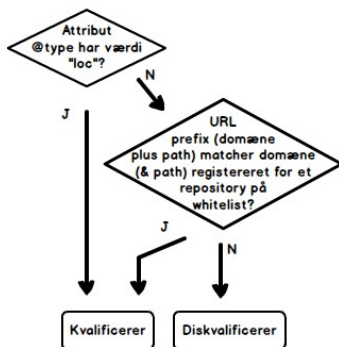 Attribut
@type har værdi
"loc"?
N
J
URL
prefix (domæne
plus path) matcher domæne
(& path) registereret for et
repository på
whitelist?
J
N
Kvalificerer
Diskvalificerer